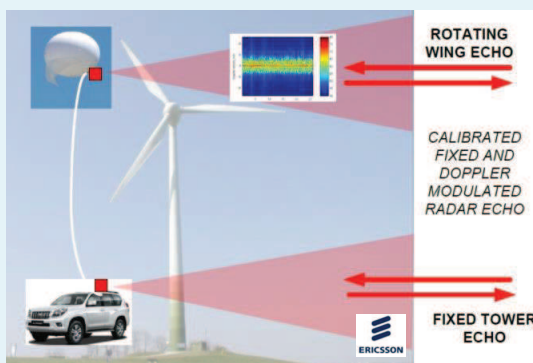 ROTATING
WING ECHO
CALIBRATED
FIXED AND
DOPPLER
MODULATED
RADAR ECHO
FIXED TOWER
ECHO
ERICSSON